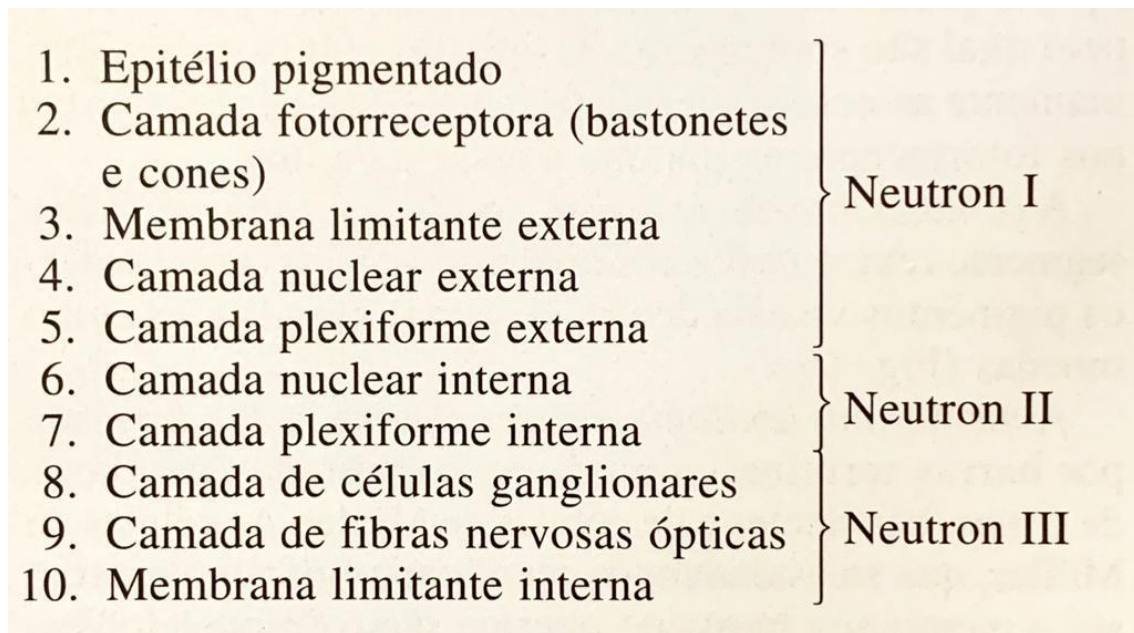 1. Epitélio pigmentado
2. Camada fotorreceptora (bastonetes
e cones)
3. Membrana limitante externa
4. Camada nuclear externa
5. Camada plexiforme externa
Neutron I
6. Camada nuclear interna
7. Camada plexiforme interna
Neutron II
8. Camada de células ganglionares
9. Camada de fibras nervosas ópticas
10. Membrana limitante interna
Neutron III